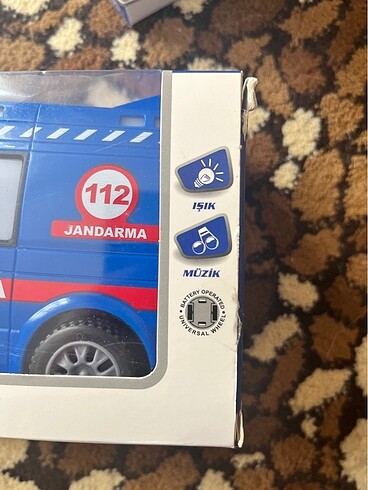 112
JANDARMA
A
IŞIK
MÜZİK
BATTERY OPERATED
UNIVERSAL WHEEL